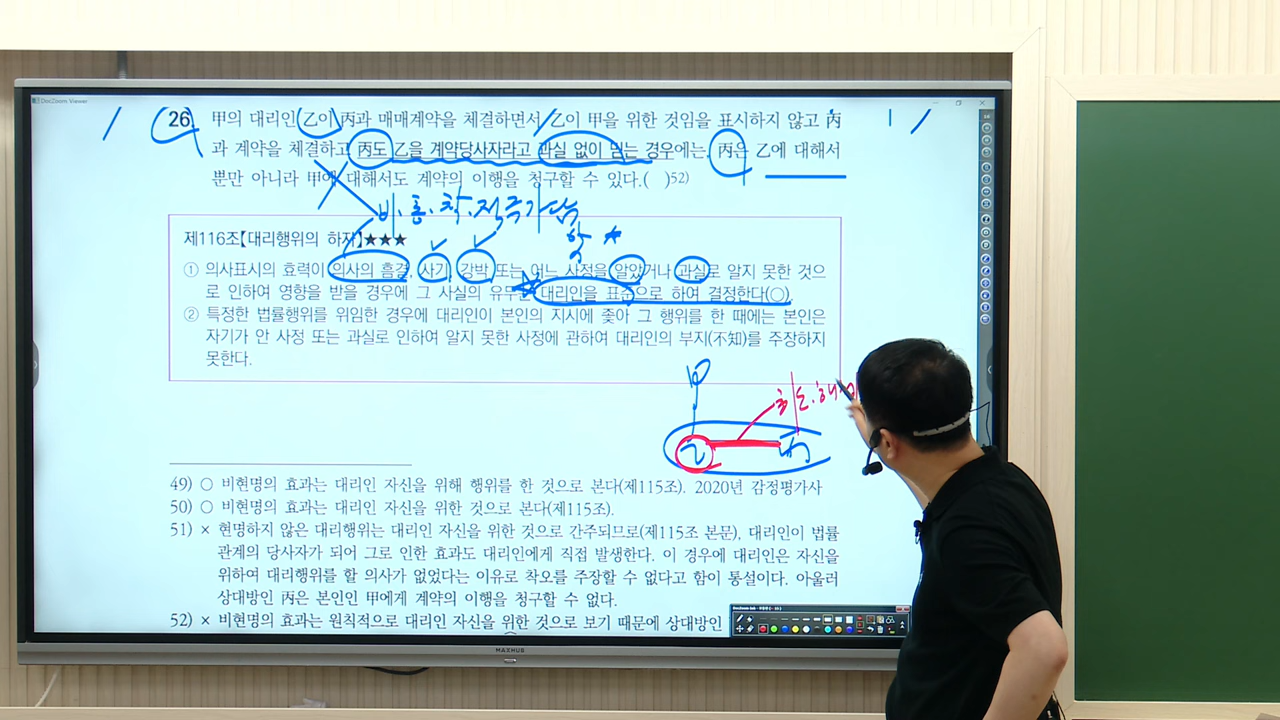 DocZoom Viewer
26 甲의 대리인 乙이 丙과 매매계약을 체결하면서 乙이 甲을 위한 것임을 표시하지 않고 丙
과 계약을 체결하고 丙도 乙을 계약당사자라고 과실 없이 믿는 경우에는, 丙은 乙에 대해서
뿐만 아니라 甲에 대해서도 계약의 이행을 청구할 수 있다.( )52)
비.통.착.적극가담
제116조【대리행위의 하자】★★★
① 의사표시의 효력이 의사의 흠결, 사기, 강박 또는 어느 사정을 알았거나 과실로 알지 못한 것으
로 인하여 영향을 받을 경우에 그 사실의 유무는 대리인을 표준으로 하여 결정한다(○).
② 특정한 법률행위를 위임한 경우에 대리인이 본인의 지시에 좇아 그 행위를 한 때에는 본인은
자기가 안 사정 또는 과실로 인하여 알지 못한 사정에 관하여 대리인의 부지(不知)를 주장하지
못한다.
49) ○ 비현명의 효과는 대리인 자신을 위해 행위를 한 것으로 본다(제115조). 2020년 감정평가사
50) ○ 비현명의 효과는 대리인 자신을 위한 것으로 본다(제115조).
51) × 현명하지 않은 대리행위는 대리인 자신을 위한 것으로 간주되므로(제115조 본문), 대리인이 법률
관계의 당사자가 되어 그로 인한 효과도 대리인에게 직접 발생한다. 이 경우에 대리인은 자신을
위하여 대리행위를 할 의사가 없었다는 이유로 착오를 주장할 수 없다고 함이 통설이다. 아울러
상대방인 丙은 본인인 甲에게 계약의 이행을 청구할 수 없다.
52) × 비현명의 효과는 원칙적으로 대리인 자신을 위한 것으로 보기 때문에 상대방인
MAXHUB